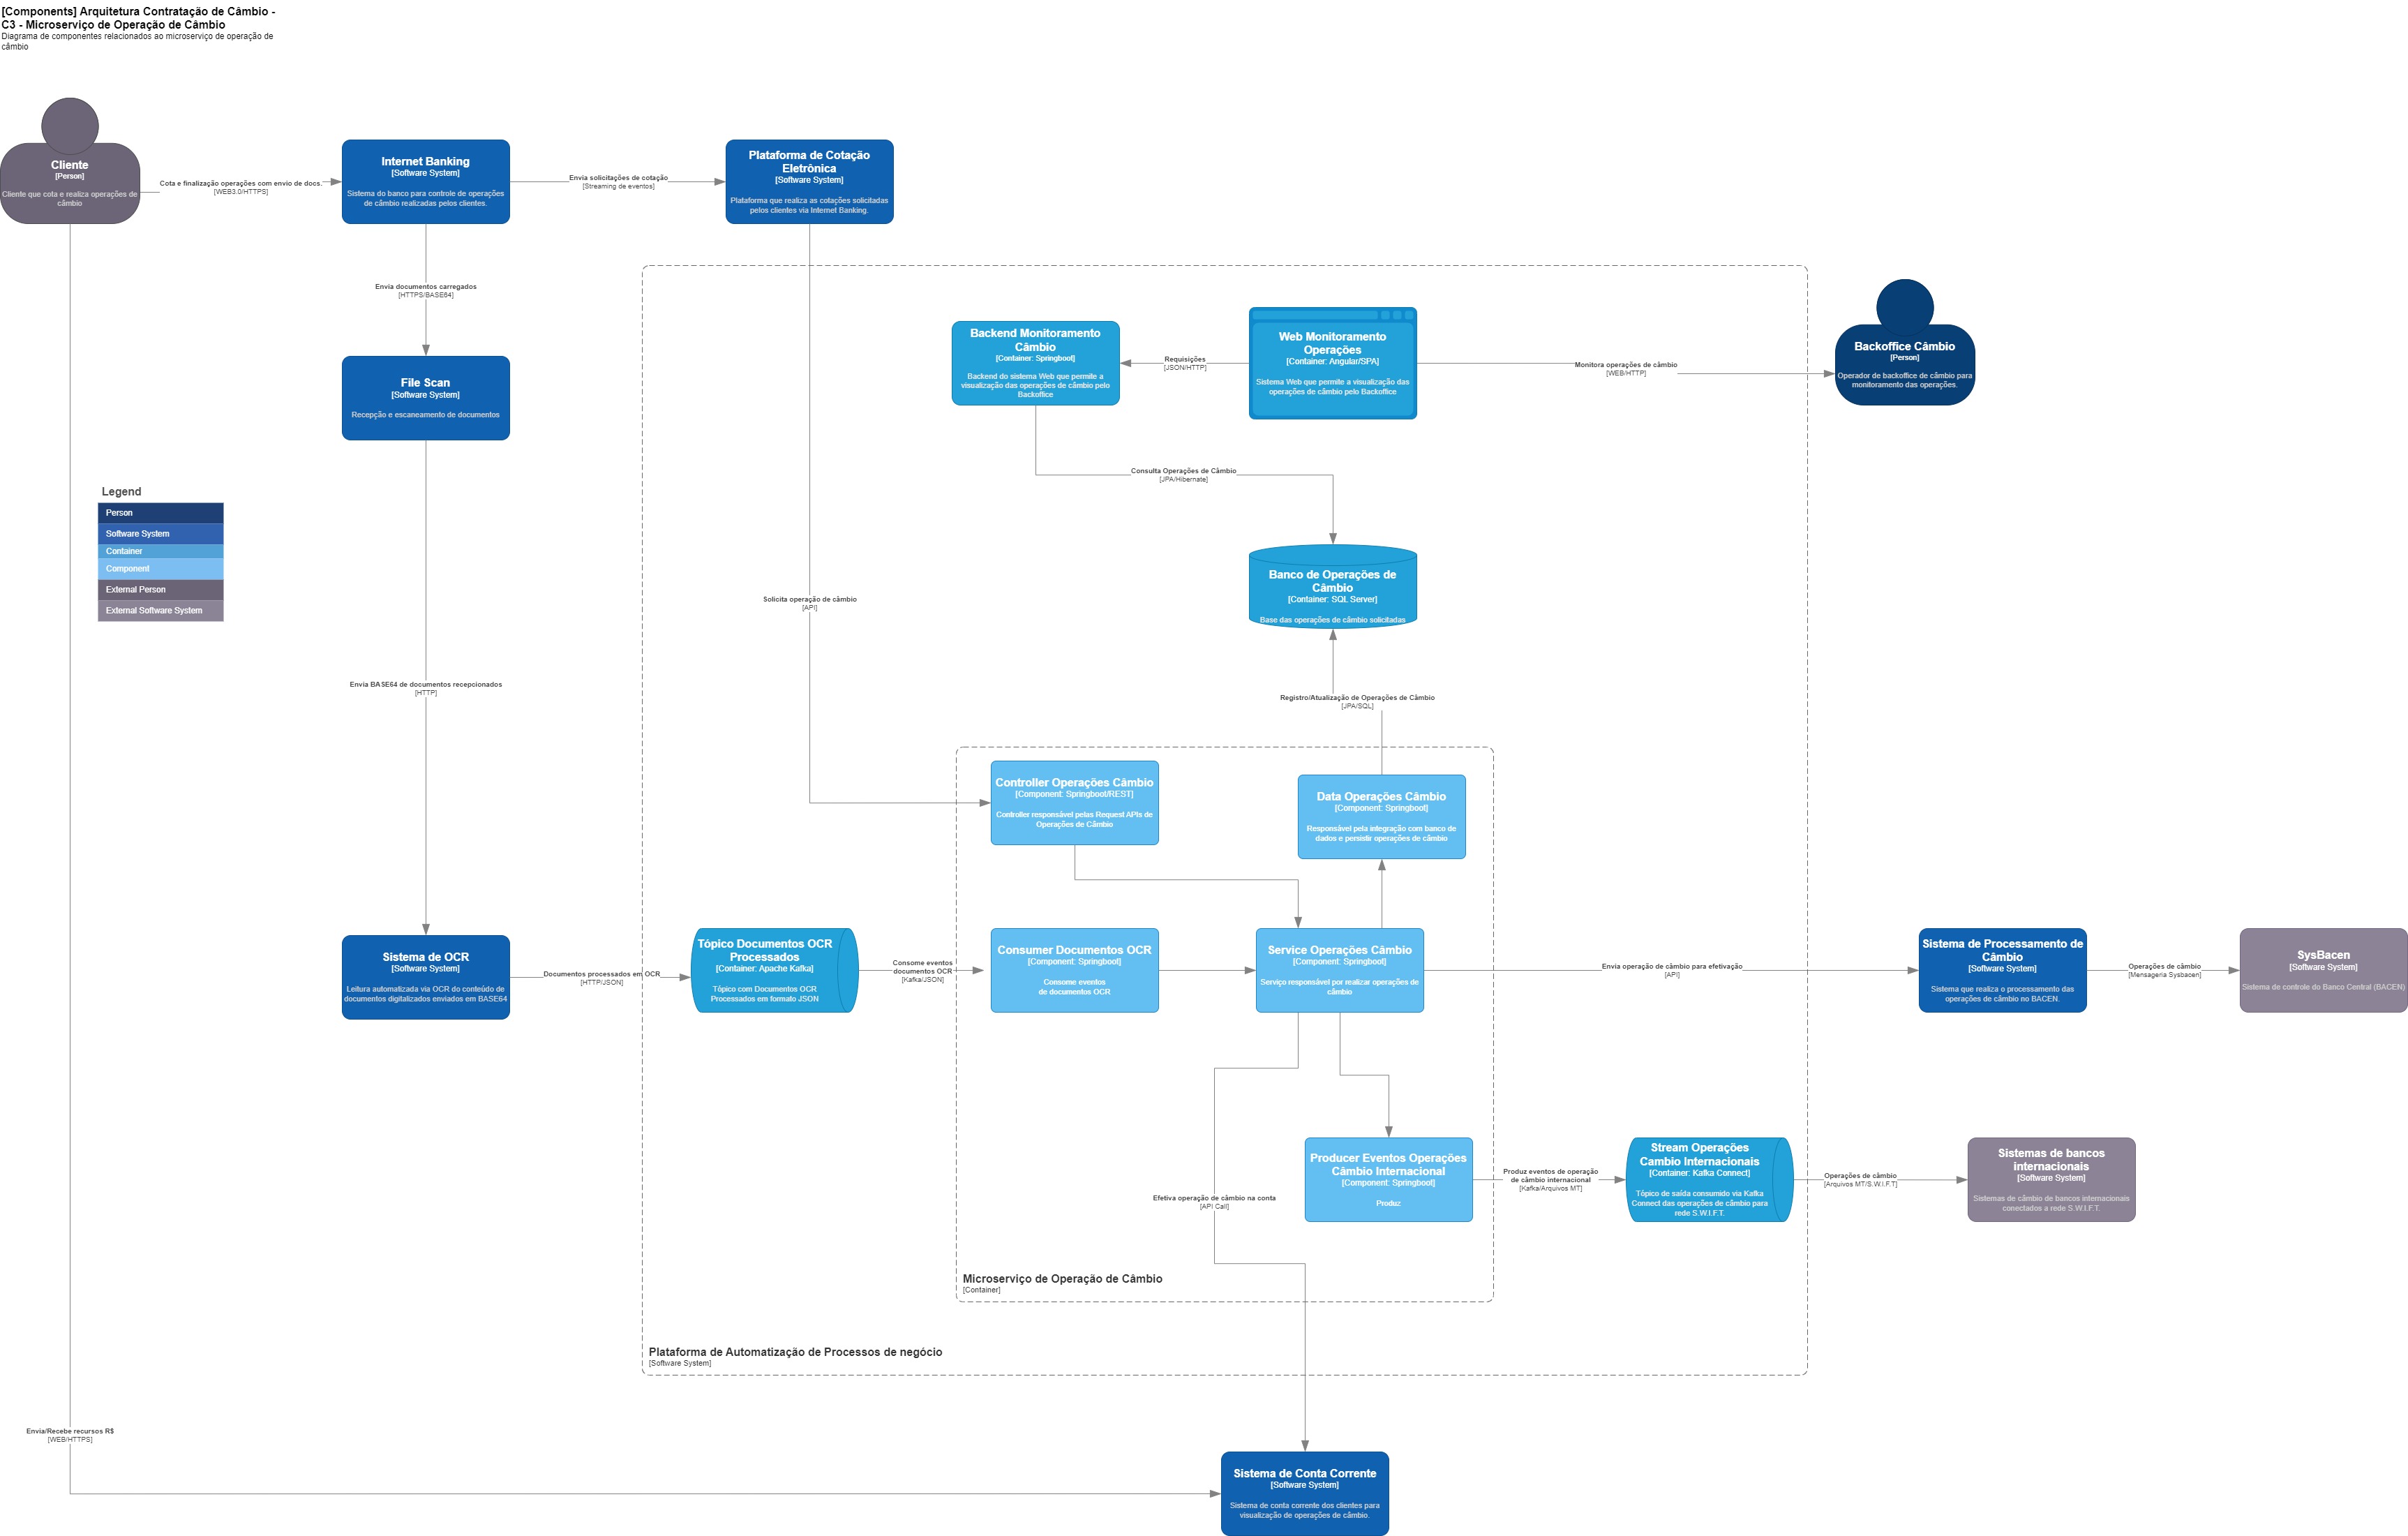 [Components] Arquitetura Contratação de Câmbio -
C3 - Microserviço de Operação de Câmbio
Diagrama de componentes relacionados ao microserviço de operação de
câmbio
Cliente
[Person]
Cliente que cota e realiza operações de
câmbio
Cota e finalização operações com envio de docs.
[WEB3.0/HTTPS]
Internet Banking
[Software System]
Sistema do banco para controle de operações
de câmbio realizadas pelos clientes.
Envia solicitações de cotação
[Streaming de eventos]
Plataforma de Cotação
Eletrônica
[Software System]
Plataforma que realiza as cotações solicitadas
pelos clientes via Internet Banking.
Envia documentos carregados
[HTTPS/BASE64]
File Scan
[Software System]
Recepção e escaneamento de documentos
Backend Monitoramento
Câmbio
[Container: Springboot]
Backend do sistema Web que permite a
visualização das operações de câmbio pelo
Backoffice
Requisições
[JSON/HTTP]
Web Monitoramento
Operações
[Container: Angular/SPA]
Sistema Web que permite a visualização das
operações de câmbio pelo Backoffice
Monitora operações de câmbio
[WEB/HTTP]
Backoffice Câmbio
[Person]
Operador de backoffice de câmbio para
monitoramento das operações.
Consulta Operações de Câmbio
[JPA/Hibernate]
Legend
Person
Software System
Container
Component
External Person
External Software System
Banco de Operações de
Câmbio
[Container: SQL Server]
Base das operações de câmbio solicitadas
Solicita operação de câmbio
[API]
Envia BASE64 de documentos recepcionados
[HTTP]
Registro/Atualização de Operações de Câmbio
[JPA/SQL]
Controller Operações Câmbio
[Component: Springboot/REST]
Controller responsável pelas Request APIs de
Operações de Câmbio
Data Operações Câmbio
[Component: Springboot]
Responsável pela integração com banco de
dados e persistir operações de câmbio
Sistema de OCR
[Software System]
Leitura automatizada via OCR do conteúdo de
documentos digitalizados enviados em BASE64
Documentos processados em OCR
[HTTP/JSON]
Tópico Documentos OCR
Processados
[Container: Apache Kafka]
Tópico com Documentos OCR
Processados em formato JSON
Consome eventos
documentos OCR
[Kafka/JSON]
Consumer Documentos OCR
[Component: Springboot]
Consome eventos
de documentos OCR
Service Operações Câmbio
[Component: Springboot]
Serviço responsável por realizar operações de
câmbio
Envia operação de câmbio para efetivação
[API]
Sistema de Processamento de
Câmbio
[Software System]
Sistema que realiza o processamento das
operações de câmbio no BACEN.
Operações de câmbio
[Mensageria Sysbacen]
SysBacen
[Software System]
Sistema de controle do Banco Central (BACEN)
Efetiva operação de câmbio na conta
[API Call]
Producer Eventos Operações
Câmbio Internacional
[Component: Springboot]
Produz
Produz eventos de operação
de câmbio internacional
[Kafka/Arquivos MT]
Stream Operações
Cambio Internacionais
[Container: Kafka Connect]
Tópico de saída consumido via Kafka
Connect das operações de câmbio para
rede S.W.I.F.T.
Operações de câmbio
[Arquivos MT/S.W.I.F.T]
Sistemas de bancos
internacionais
[Software System]
Sistemas de câmbio de bancos internacionais
conectados a rede S.W.I.F.T.
Microserviço de Operação de Câmbio
[Container]
Plataforma de Automatização de Processos de negócio
[Software System]
Envia/Recebe recursos R$
[WEB/HTTPS]
Sistema de Conta Corrente
[Software System]
Sistema de conta corrente dos clientes para
visualização de operações de câmbio.